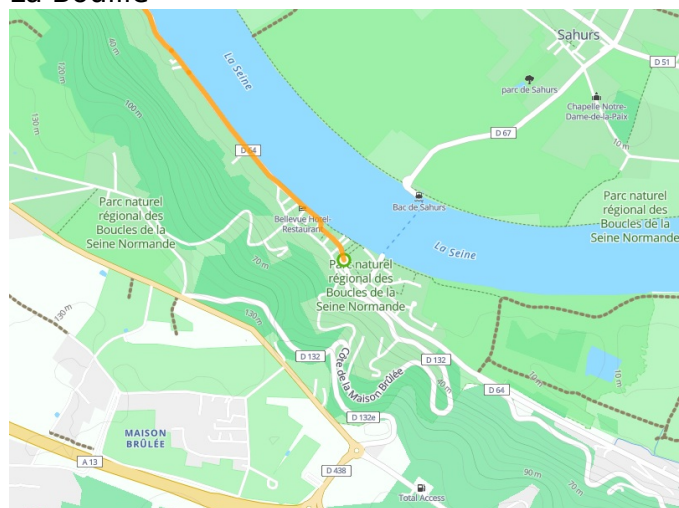 La Bouille
Sahurs
D 51
La Seine
60 m
120 m
100 m
130 m
parc de Sahurs
Chapelle Notre-
Dame-de-la-Paix
D 67
10 m
D 64
Parc naturel
régional des
Boucles de la
Seine Normande
Bac de Sahurs
Parc naturel
régional des
Boucles de la
Seine Normande
Bellevue Hotel-
Restaurant
La Seine
70 m
Parc naturel
régional des
Boucles de la
Seine Normande
130 m
130 m
D 132
Côte de la Maison Brûlée
D 132
40 m
10 m
10 m
D 64
D 132e
MAISON
BRÛLÉE
A 13
D 438
90 m
70 m
Total Access